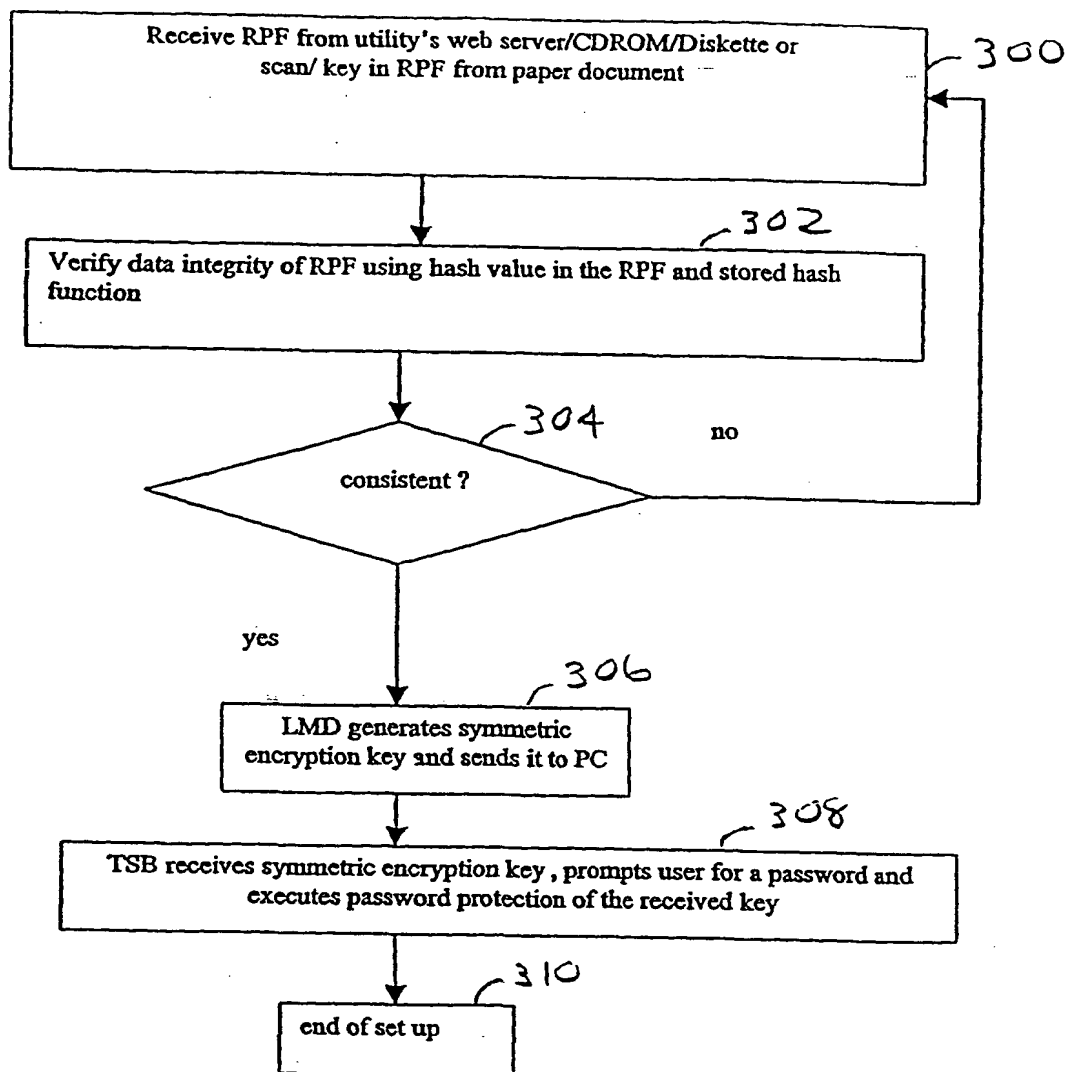 Receive RPF from utility's web server/CDROM/Diskette or
scan/ key in RPF from paper document
300
302
Verify data integrity of RPF using hash value in the RPF and stored hash
function
304
no
consistent ?
yes
306
LMD generates symmetric
encryption key and sends it to PC
308
TSB receives symmetric encryption key , prompts user for a password and
executes password protection of the received key
310
end of set up